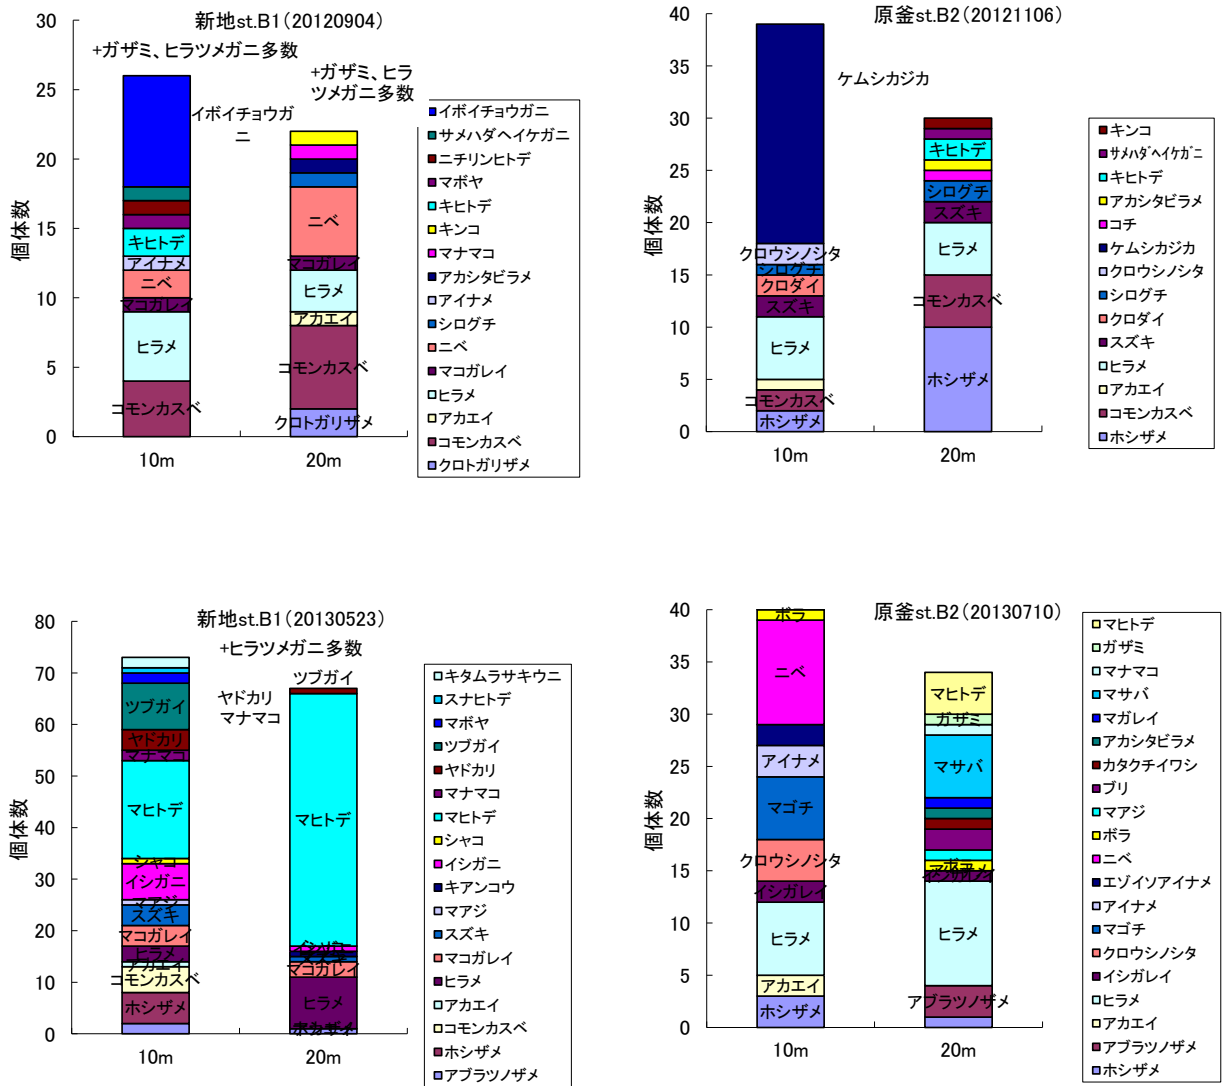 新地st.B1(20120904)
+ガザミ、ヒラツメガニ多数
+ガザミ、ヒラ
ツメガニ多数
イボイチョウガ
ニ
個体数
30
25
20
15
10
5
0
キヒトデ
アイナメ
ニベ
マコガレイ
ヒラメ
コモンカスベ
ニベ
マコガレイ
ヒラメ
アカエイ
コモンカスベ
クロトガリザメ
10m
20m
イボイチョウガニ
サメハダヘイケガニ
ニチリンヒトデ
マボヤ
キヒトデ
キンコ
マナマコ
アカシタビラメ
アイナメ
シログチ
ニベ
マコガレイ
ヒラメ
アカエイ
コモンカスベ
クロトガリザメ
原釜st.B2(20121106)
ケムシカジカ
個体数
40
35
30
25
20
15
10
5
0
クロウシノシタ
シログチ
クロダイ
スズキ
ヒラメ
コモンカスベ
ホシザメ
キヒトデ
シログチ
スズキ
ヒラメ
コモンカスベ
ホシザメ
10m
20m
キンコ
サメハダヘイケガニ
キヒトデ
アカシタビラメ
コチ
ケムシカジカ
クロウシノシタ
シログチ
クロダイ
スズキ
ヒラメ
アカエイ
コモンカスベ
ホシザメ
新地st.B1(20130523)
+ヒラツメガニ多数
ツブガイ
ヤドカリ
マナマコ
個体数
80
70
60
50
40
30
20
10
0
ツブガイ
ヤドカリ
マナマコ
マヒトデ
シャコ
イシガニ
マアジ
スズキ
マコガレイ
ヒラメ
アカエイ
コモンカスベ
ホシザメ
マヒトデ
マコガレイ
ヒラメ
10m
20m
キタムラサキウニ
スナヒトデ
マボヤ
ツブガイ
ヤドカリ
マナマコ
マヒトデ
シャコ
イシガニ
キアンコウ
マアジ
スズキ
マコガレイ
ヒラメ
アカエイ
コモンカスベ
ホシザメ
アブラツノザメ
原釜st.B2(20130710)
個体数
40
35
30
25
20
15
10
5
0
ボラ
ニベ
アイナメ
マゴチ
クロウシノシタ
イシガレイ
ヒラメ
アカエイ
ホシザメ
マヒトデ
ガザミ
マサバ
ヒラメ
アブラツノザメ
10m
20m
マヒトデ
ガザミ
マナマコ
マサバ
マガレイ
アカシタビラメ
カタクチイワシ
ブリ
マアジ
ボラ
ニベ
エゾイソアイナメ
アイナメ
マゴチ
クロウシノシタ
イシガレイ
ヒラメ
アカエイ
アブラツノザメ
ホシザメ